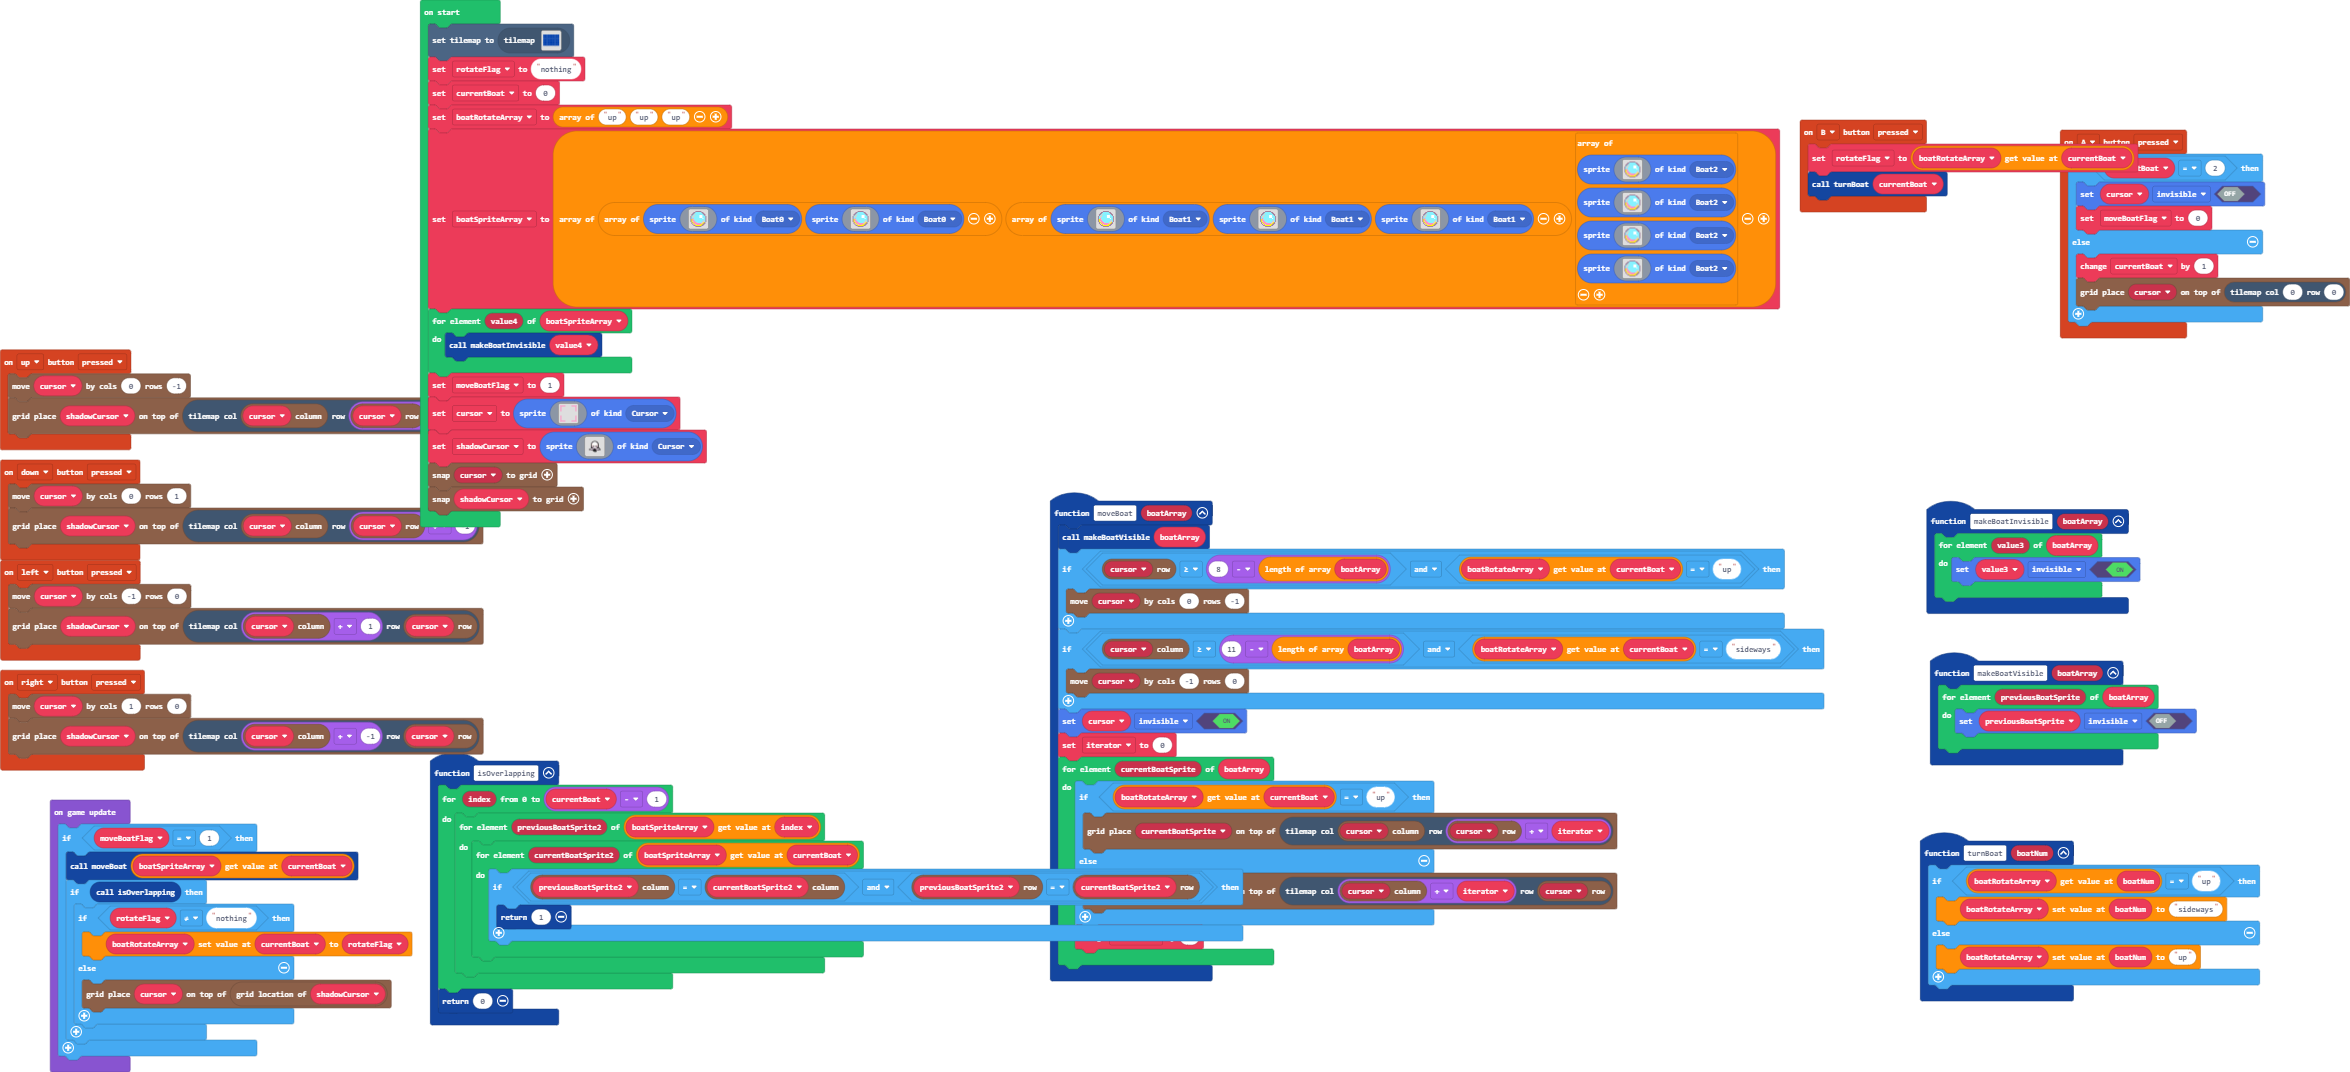 on start
set tilemap to tilemap
set rotateFlag to "nothing"
set currentBoat to 0
set boatRotateArray to array of "up" "up" "up"
set boatSpriteArray to array of array of sprite of kind Boat0 sprite of kind Boat0 array of sprite of kind Boat1 sprite of kind Boat1 sprite of kind Boat1 array of
sprite of kind Boat2
sprite of kind Boat2
sprite of kind Boat2
sprite of kind Boat2
for element value4 of boatSpriteArray
do call makeBoatInvisible value4
set moveBoatFlag to 1
set cursor to sprite of kind Cursor
set shadowCursor to sprite of kind Cursor
snap cursor to grid
snap shadowCursor to grid
on B button pressed
set rotateFlag to boatRotateArray get value at currentBoat
call turnBoat currentBoat
on A button pressed
tBoat = 2 then
set cursor invisible OFF
set moveBoatFlag to 0
else
change currentBoat by 1
grid place cursor on top of tilemap col 0 row 0
on up button pressed
move cursor by cols 0 rows -1
grid place shadowCursor on top of tilemap col cursor column row cursor row
on down button pressed
move cursor by cols 0 rows 1
grid place shadowCursor on top of tilemap col cursor column row cursor row
on left button pressed
move cursor by cols -1 rows 0
grid place shadowCursor on top of tilemap col cursor column + 1 row cursor row
on right button pressed
move cursor by cols 1 rows 0
grid place shadowCursor on top of tilemap col cursor column + -1 row cursor row
on game update
if moveBoatFlag = 1 then
call moveBoat boatSpriteArray get value at currentBoat
if call isOverlapping then
if rotateFlag ≠ "nothing" then
boatRotateArray set value at currentBoat to rotateFlag
else
grid place cursor on top of grid location of shadowCursor
function isOverlapping
for index from 0 to currentBoat - 1
do
for element previousBoatSprite2 of boatSpriteArray get value at index
do
for element currentBoatSprite2 of boatSpriteArray get value at currentBoat
do
if previousBoatSprite2 column = currentBoatSprite2 column and previousBoatSprite2 row = currentBoatSprite2 row then
return 1
return 0
function moveBoat boatArray
call makeBoatVisible boatArray
if cursor row ≥ 8 - length of array boatArray and boatRotateArray get value at currentBoat = "up" then
move cursor by cols 0 rows -1
if cursor column ≥ 11 - length of array boatArray and boatRotateArray get value at currentBoat = "sideways" then
move cursor by cols -1 rows 0
set cursor invisible ON
set iterator to 0
for element currentBoatSprite of boatArray
do
if boatRotateArray get value at currentBoat = "up" then
grid place currentBoatSprite on top of tilemap col cursor column row cursor row + iterator
else
top of tilemap col cursor column + iterator row cursor row
function makeBoatInvisible boatArray
for element value3 of boatArray
do set value3 invisible ON
function makeBoatVisible boatArray
for element previousBoatSprite of boatArray
do set previousBoatSprite invisible OFF
function turnBoat boatNum
if boatRotateArray get value at boatNum = "up" then
boatRotateArray set value at boatNum to "sideways"
else
boatRotateArray set value at boatNum to "up"